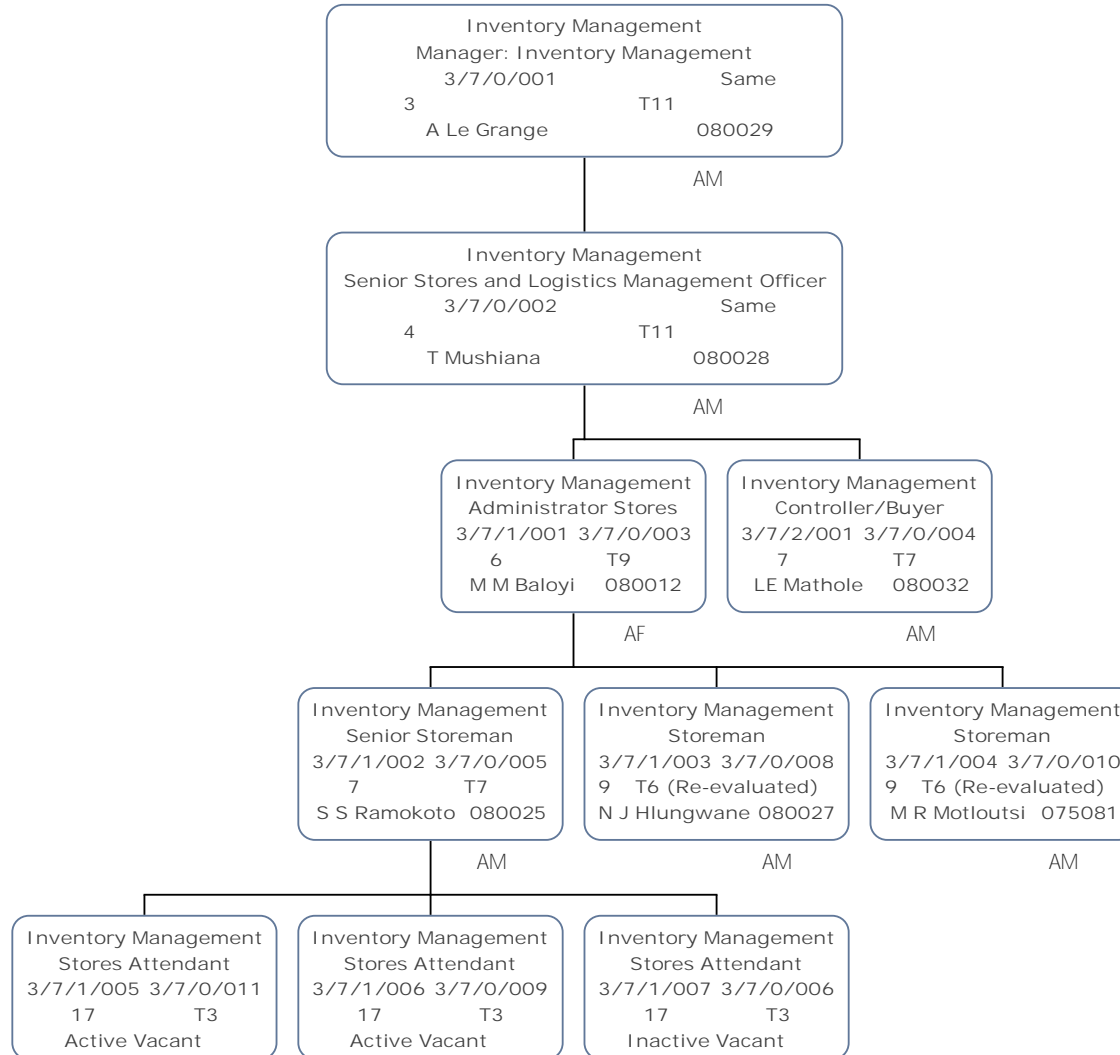 Inventory Management
Manager: Inventory Management
3/7/0/001 Same
3 T11
A Le Grange 080029
AM
Inventory Management
Senior Stores and Logistics Management Officer
3/7/0/002 Same
4 T11
T Mushiana 080028
AM
Inventory Management
Administrator Stores
3/7/1/001 3/7/0/003
6 T9
M M Baloyi 080012
AF
Inventory Management
Controller/Buyer
3/7/2/001 3/7/0/004
7 T7
LE Mathole 080032
AM
Inventory Management
Senior Storeman
3/7/1/002 3/7/0/005
7 T7
S S Ramokoto 080025
AM
Inventory Management
Storeman
3/7/1/003 3/7/0/008
9 T6 (Re-evaluated)
N J Hlungwane 080027
AM
Inventory Management
Storeman
3/7/1/004 3/7/0/010
9 T6 (Re-evaluated)
M R Motloutsi 075081
AM
Inventory Management
Stores Attendant
3/7/1/005 3/7/0/011
17 T3
Active Vacant
Inventory Management
Stores Attendant
3/7/1/006 3/7/0/009
17 T3
Active Vacant
Inventory Management
Stores Attendant
3/7/1/007 3/7/0/006
17 T3
Inactive Vacant